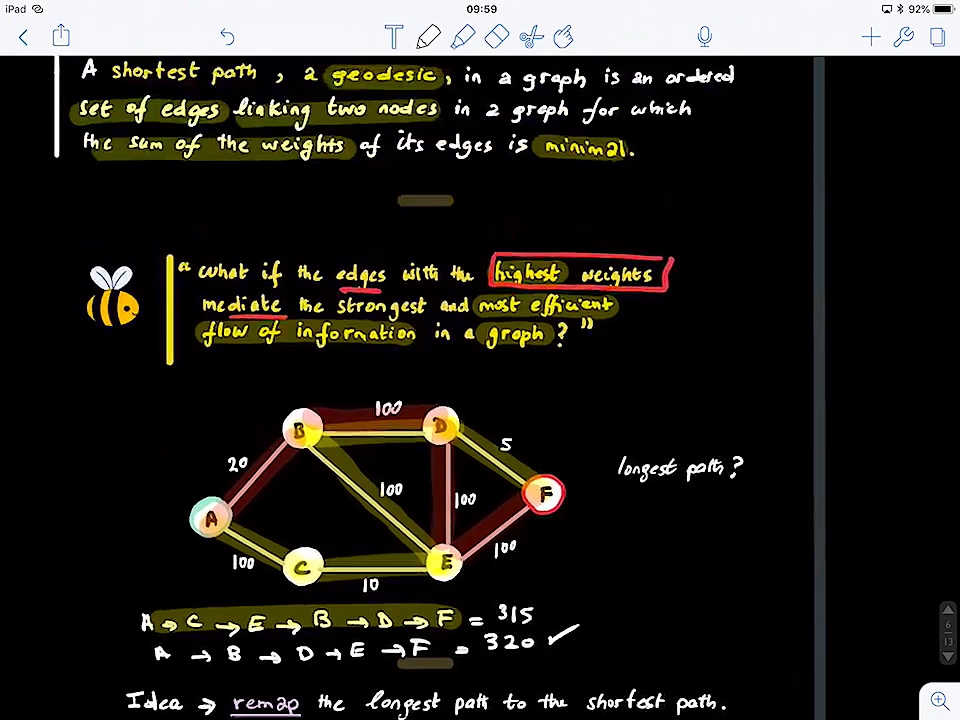 iPad
09:59
92%
A shortest path, a geodesic, in a graph is an ordered
set of edges linking two nodes in a graph for which
the sum of the weights of its edges is minimal.
"What if the edges with the highest weights
mediate the strongest and most efficient
flow of information in a graph?"
100
B
D
5
20
longest path?
100
100
F
A
100
100
C
E
10
A → C → E → B → D → F = 315
A → B → D → E → F = 320 ✓
Idea → remap the longest path to the shortest path.
6
13